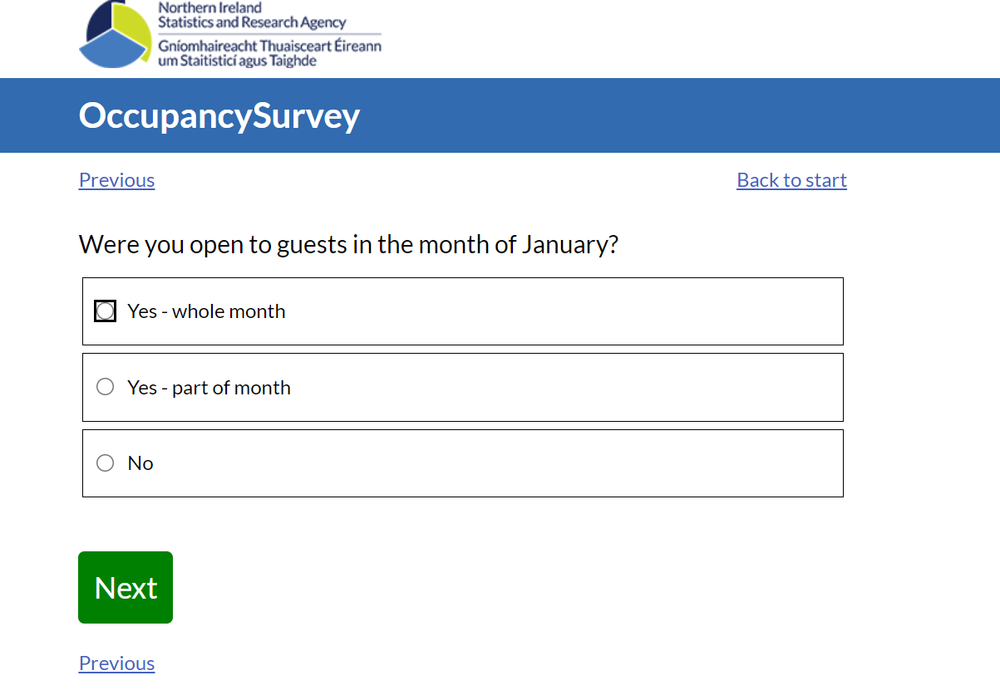 Northern Ireland
Statistics and Research Agency
Gníomhaireacht Thuaisceart Éireann
um Staitisticí agus Taighde
OccupancySurvey
Previous
Back to start
Were you open to guests in the month of January?
Yes - whole month
Yes - part of month
No
Next
Previous